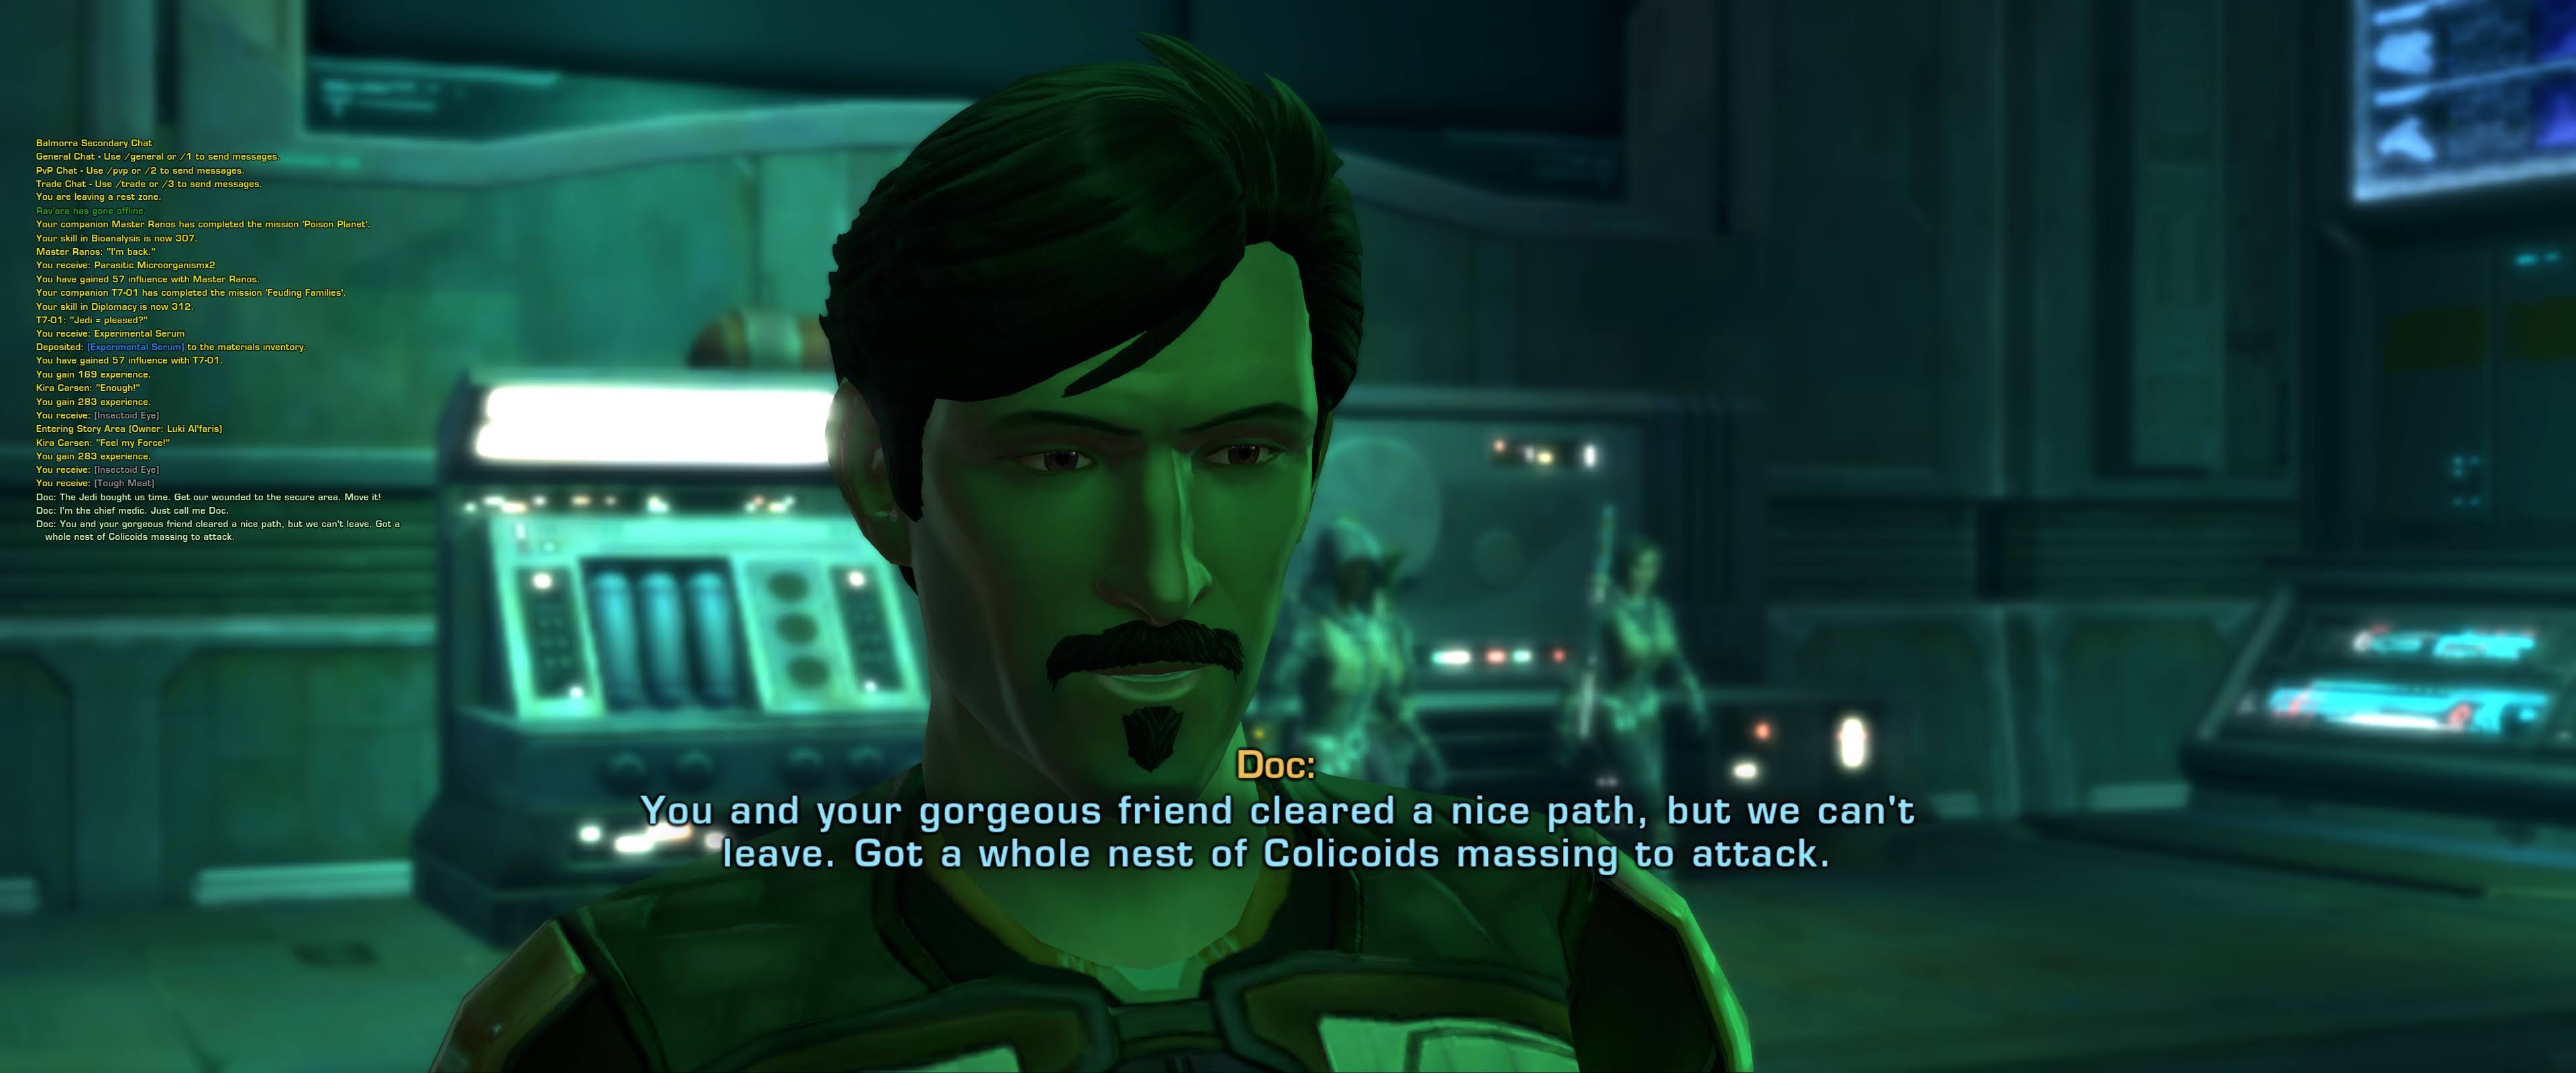 Balmorra Secondary Chat
General Chat - Use /general or /1 to send messages.
PvP Chat - Use /pvp or /2 to send messages.
Trade Chat - Use /trade or /3 to send messages.
You are leaving a rest zone.
Rav'ara has gone offline.
Your companion Master Ranos has completed the mission 'Poison Planet'.
Your skill in Bioanalysis is now 307.
Master Ranos: "I'm back."
You receive: Parasitic Microorganismx2
You have gained 57 influence with Master Ranos.
Your companion T7-01 has completed the mission 'Feuding Families'.
Your skill in Diplomacy is now 312.
T7-01: "Jedi = pleased?"
You receive: Experimental Serum
Deposited: [Experimental Serum] to the materials inventory.
You have gained 57 influence with T7-01.
You gain 169 experience.
Kira Carsen: "Enough!"
You gain 283 experience.
You receive: [Insectoid Eye]
Entering Story Area (Owner: Luki Al'faris)
Kira Carsen: "Feel my Force!"
You gain 283 experience.
You receive: [Insectoid Eye]
You receive: [Tough Meat]
Doc: The Jedi bought us time. Get our wounded to the secure area. Move it!
Doc: I'm the chief medic. Just call me Doc.
Doc: You and your gorgeous friend cleared a nice path, but we can't leave. Got a
whole nest of Colicoids massing to attack.
Doc:
You and your gorgeous friend cleared a nice path, but we can't
leave. Got a whole nest of Colicoids massing to attack.